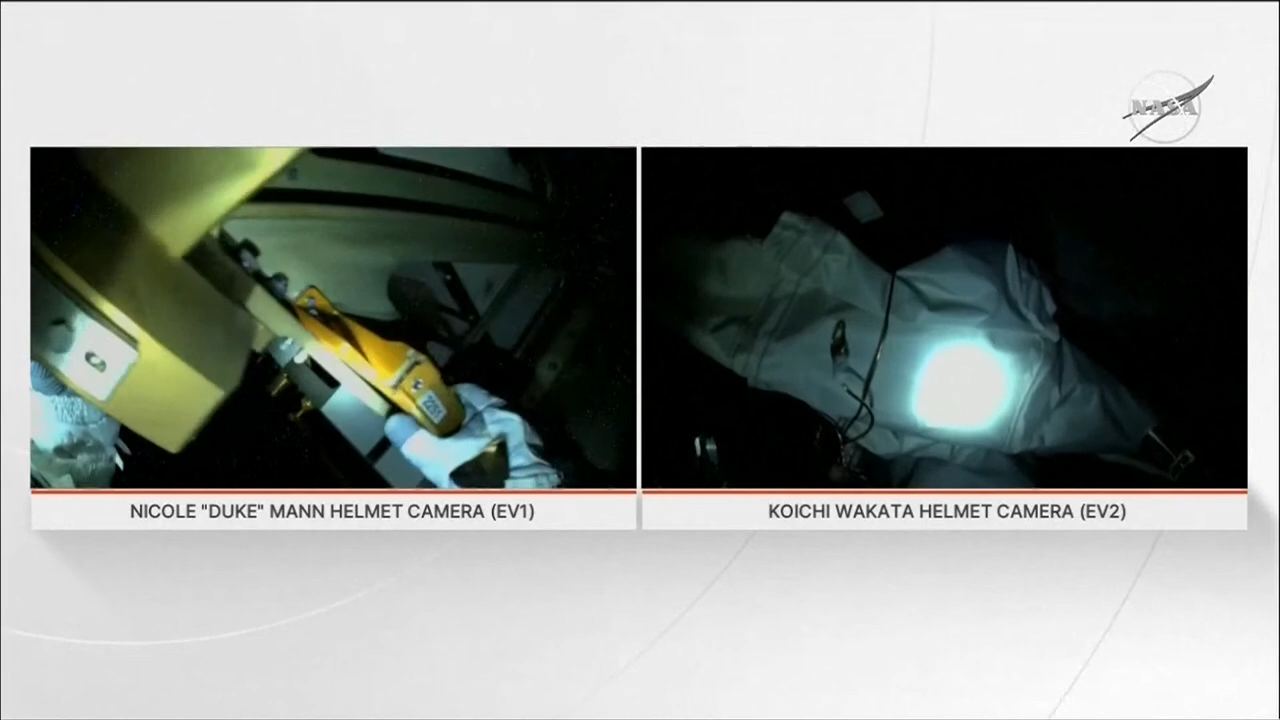 NASA
NICOLE "DUKE" MANN HELMET CAMERA (EV1)
KOICHI WAKATA HELMET CAMERA (EV2)